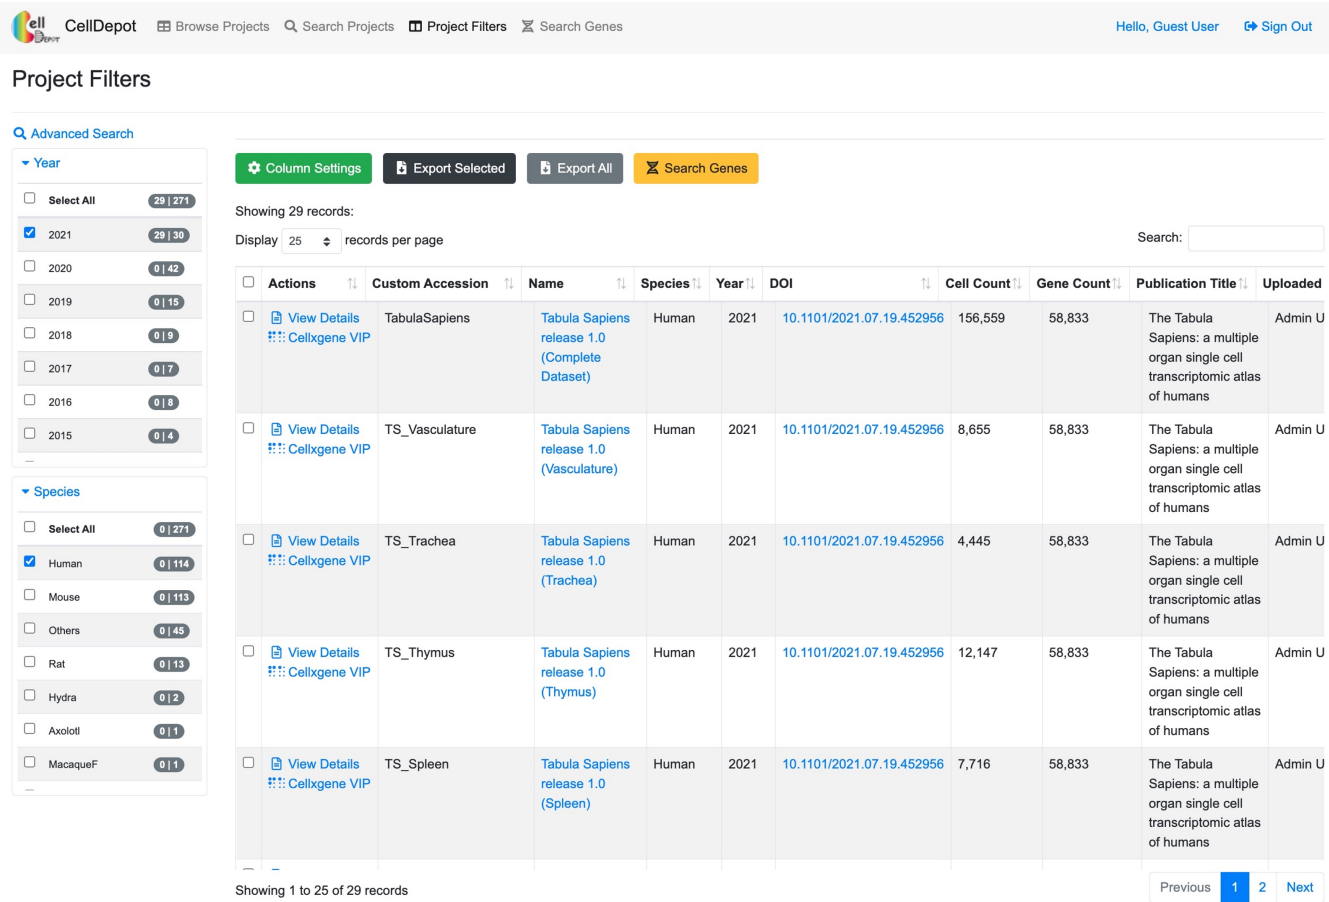 Cell Depot CellDepot Browse Projects Search Projects Project Filters Search Genes Hello, Guest User Sign Out
Project Filters
Advanced Search
Year
Select All 29 | 271
2021 29 | 30
2020 0 | 42
2019 0 | 15
2018 0 | 9
2017 0 | 7
2016 0 | 8
2015 0 | 4
Species
Select All 0 | 271
Human 0 | 114
Mouse 0 | 113
Others 0 | 45
Rat 0 | 13
Hydra 0 | 2
Axolotl 0 | 1
MacaqueF 0 | 1
Column Settings Export Selected Export All Search Genes
Showing 29 records:
Display 25 records per page Search:
Actions Custom Accession Name Species Year DOI Cell Count Gene Count Publication Title Uploaded
View Details TabulaSapiens Tabula Sapiens Human 2021 10.1101/2021.07.19.452956 156,559 58,833 The Tabula Admin U
Cellxgene VIP release 1.0 Sapiens: a multiple
(Complete organ single cell
Dataset) transcriptomic atlas
of humans
View Details TS_Vasculature Tabula Sapiens Human 2021 10.1101/2021.07.19.452956 8,655 58,833 The Tabula Admin U
Cellxgene VIP release 1.0 Sapiens: a multiple
(Vasculature) organ single cell
transcriptomic atlas
of humans
View Details TS_Trachea Tabula Sapiens Human 2021 10.1101/2021.07.19.452956 4,445 58,833 The Tabula Admin U
Cellxgene VIP release 1.0 Sapiens: a multiple
(Trachea) organ single cell
transcriptomic atlas
of humans
View Details TS_Thymus Tabula Sapiens Human 2021 10.1101/2021.07.19.452956 12,147 58,833 The Tabula Admin U
Cellxgene VIP release 1.0 Sapiens: a multiple
(Thymus) organ single cell
transcriptomic atlas
of humans
View Details TS_Spleen Tabula Sapiens Human 2021 10.1101/2021.07.19.452956 7,716 58,833 The Tabula Admin U
Cellxgene VIP release 1.0 Sapiens: a multiple
(Spleen) organ single cell
transcriptomic atlas
of humans
Showing 1 to 25 of 29 records Previous 1 2 Next